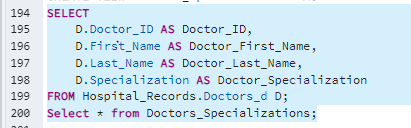 194 SELECT
195 D.Doctor_ID AS Doctor_ID,
196 D.First_Name AS Doctor_First_Name,
197 D.Last_Name AS Doctor_Last_Name,
198 D.Specialization AS Doctor_Specialization
199 FROM Hospital_Records.Doctors_d D;
200 Select * from Doctors_Specializations;